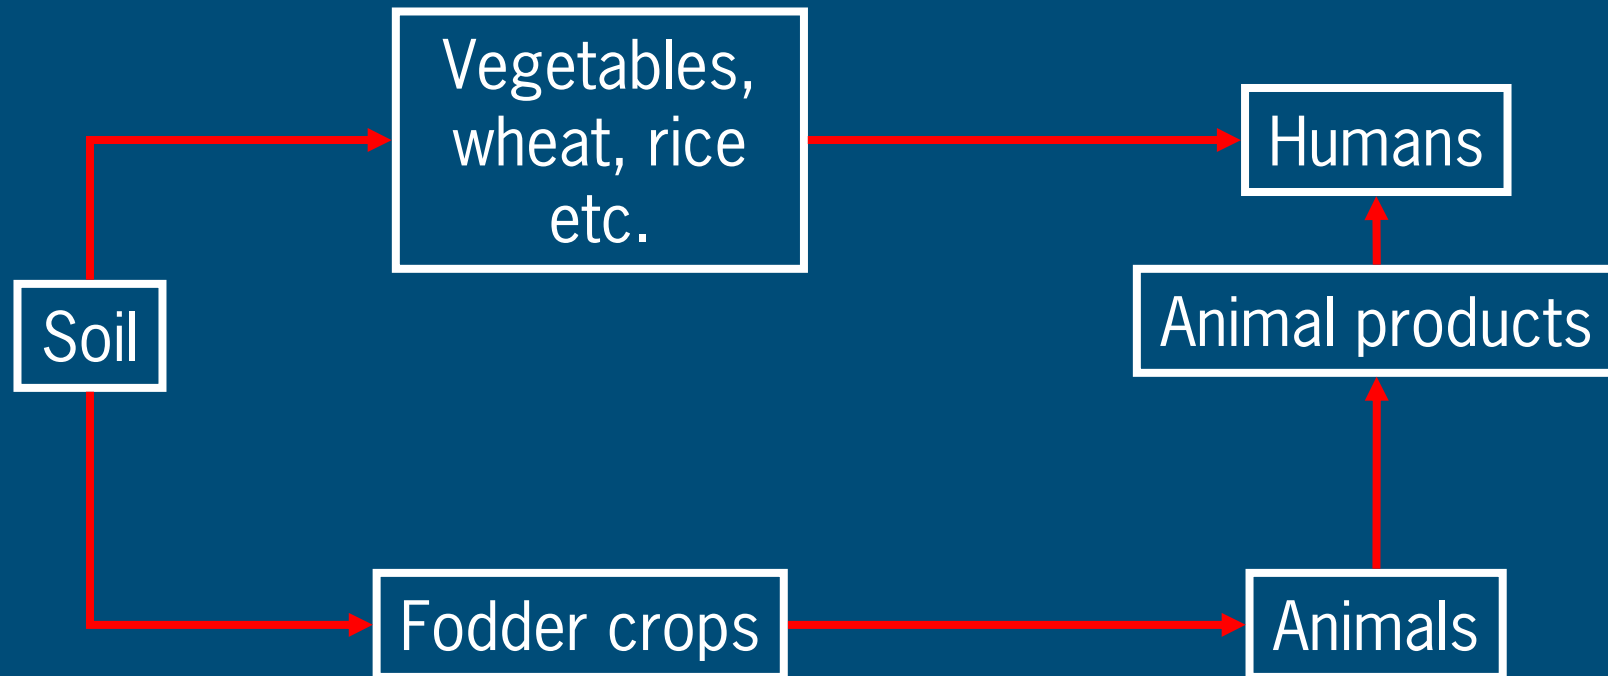 Vegetables,
wheat, rice
etc.
Humans
Soil
Animal products
Fodder crops
Animals